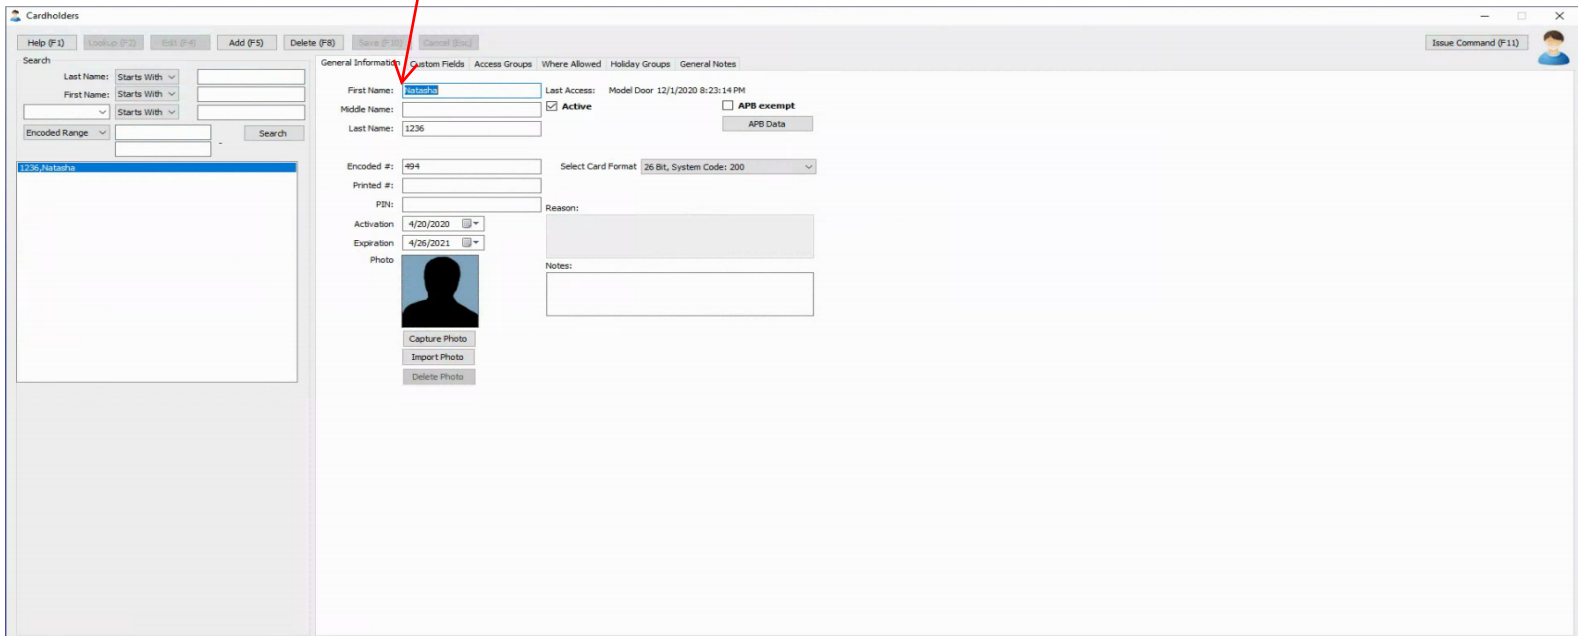 Cardholders
Help (F1) Lookup (F2) Edit (F4) Add (F5) Delete (F8) Save (F10) Cancel (Esc) Issue Command (F11)
Search
Last Name: Starts With
First Name: Starts With
Starts With
Encoded Range Search
-
1236,Natasha
General Information Custom Fields Access Groups Where Allowed Holiday Groups General Notes
First Name: Natasha Last Access: Model Door 12/1/2020 8:23:14 PM
Middle Name: Active APB exempt
Last Name: 1236 APB Data
Encoded #: 494 Select Card Format 26 Bit, System Code: 200
Printed #:
PIN:
Reason:
Activation 4/20/2020
Expiration 4/26/2021
Photo
Notes:
Capture Photo
Import Photo
Delete Photo